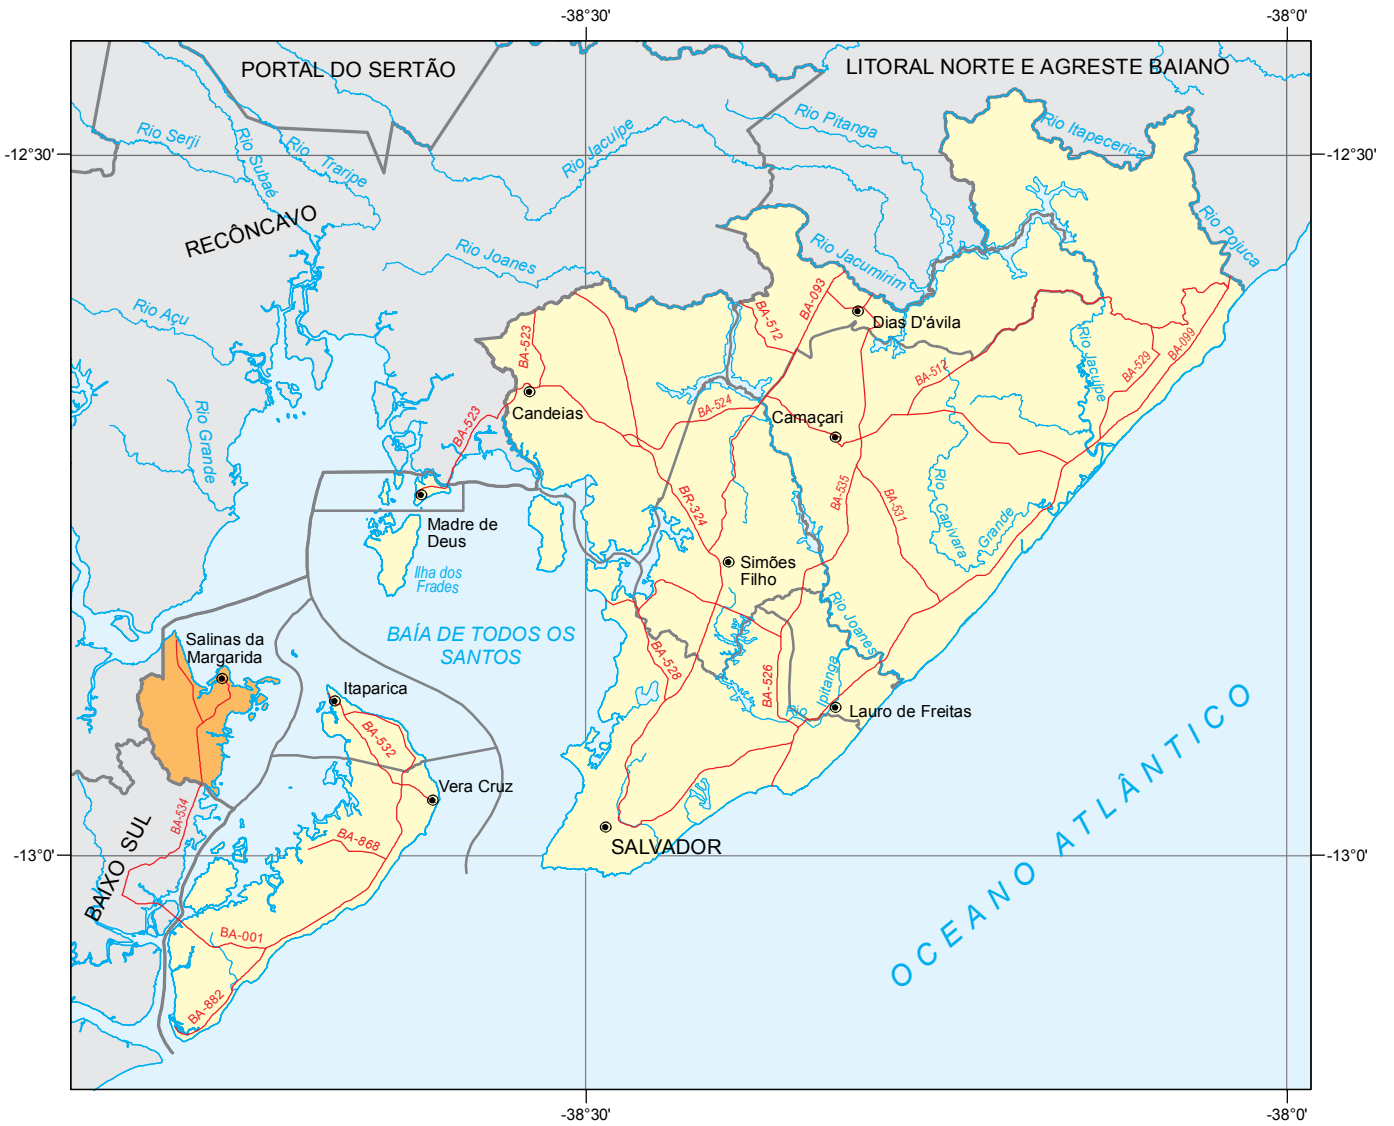 -38°30'
-38°0'
PORTAL DO SERTÃO
LITORAL NORTE E AGRESTE BAIANO
Rio Pitanga
Rio Itapecerica
Rio Serji
Rio Subaé
Rio Traripe
Rio Jacuípe
-12°30'
-12°30'
RECÔNCAVO
Rio Pojuca
Rio Joanes
Rio Jacumirim
Rio Açu
BA-093
BA-512
Dias D'ávila
BA-523
BA-099
BA-529
Rio Jacuípe
BA-512
Candeias
BA-524
Camaçari
Rio Grande
BA-523
BR-324
BA-535
BA-531
Rio Capivara
Grande
Madre de
Deus
Simões
Filho
Ilha dos
Frades
Rio Joanes
BAÍA DE TODOS OS
SANTOS
Salinas da
Margarida
BA-528
BA-526
Rio Ipitanga
Itaparica
Lauro de Freitas
BA-532
Vera Cruz
BA-534
BA-868
SALVADOR
-13°0'
-13°0'
BAIXO SUL
OCEANO ATLÂNTICO
BA-001
BA-882
-38°30'
-38°0'